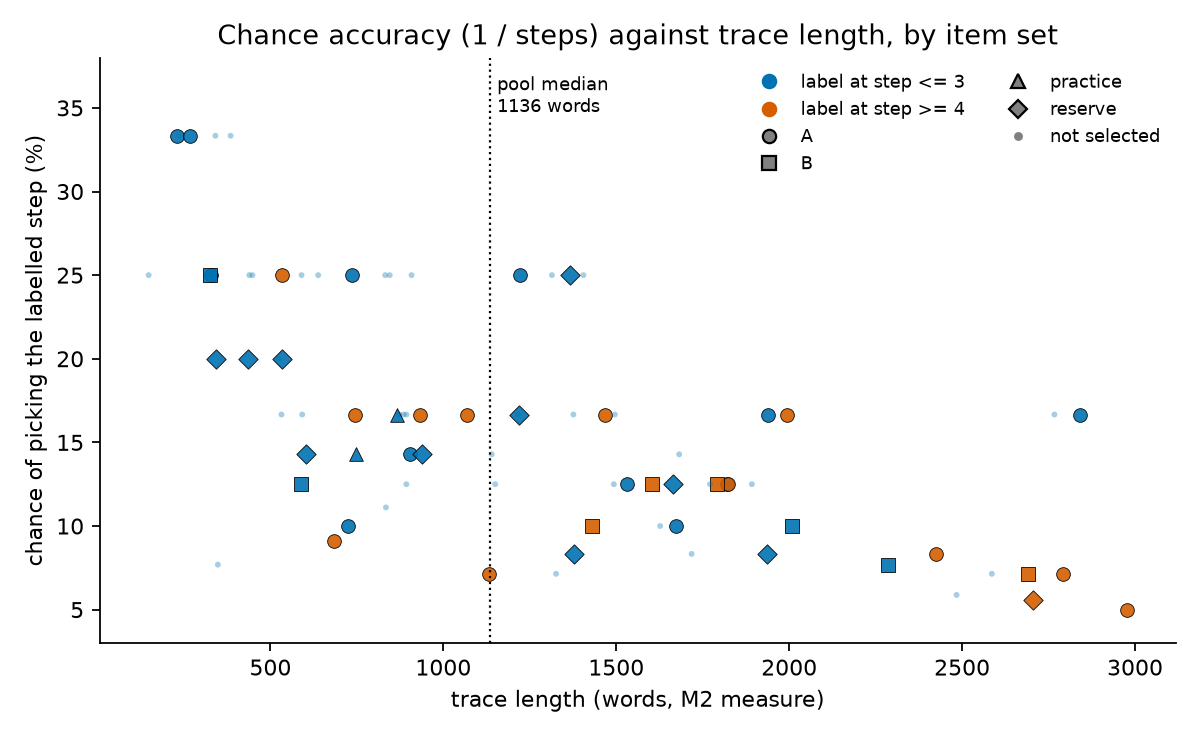 Chance accuracy (1 / steps) against trace length, by item set
pool median
1136 words
label at step <= 3
label at step >= 4
A
B
practice
reserve
not selected
chance of picking the labelled step (%)
35
30
25
20
15
10
5
500
1000
1500
2000
2500
3000
trace length (words, M2 measure)